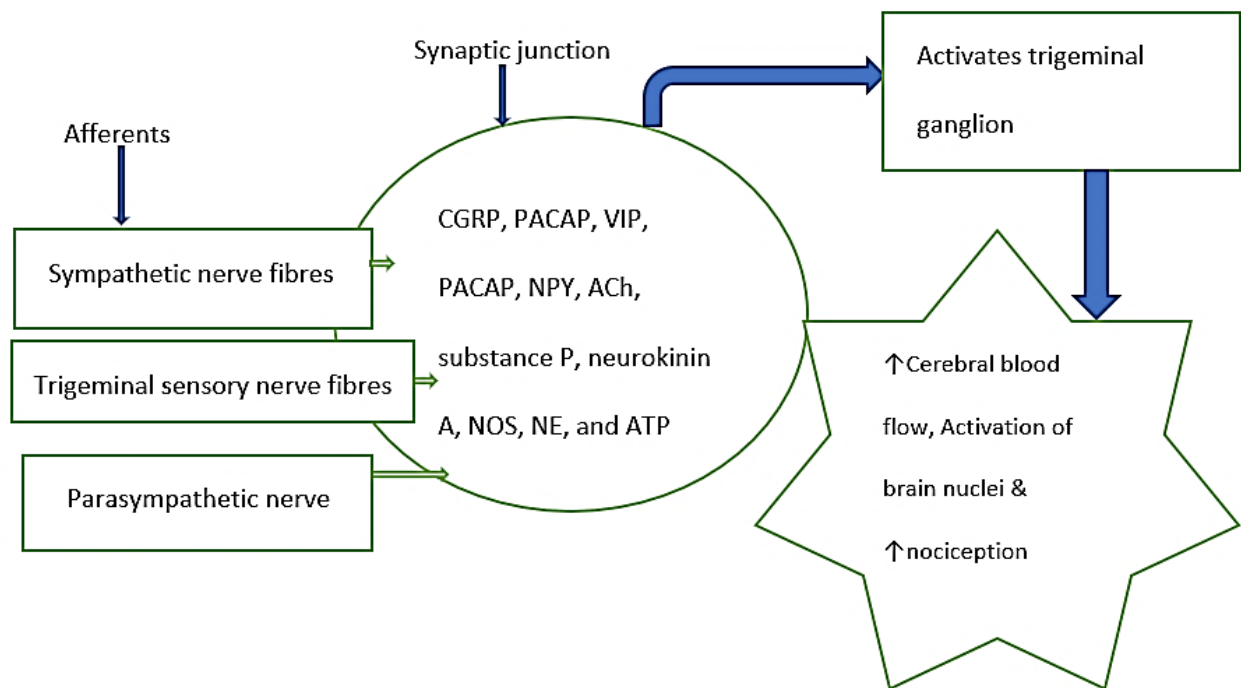 Synaptic junction
Afferents
Sympathetic nerve fibres
Trigeminal sensory nerve fibres
Parasympathetic nerve
CGRP, PACAP, VIP,
PACAP, NPY, ACh,
substance P, neurokinin
A, NOS, NE, and ATP
Activates trigeminal
ganglion
↑Cerebral blood
flow, Activation of
brain nuclei &
↑nociception